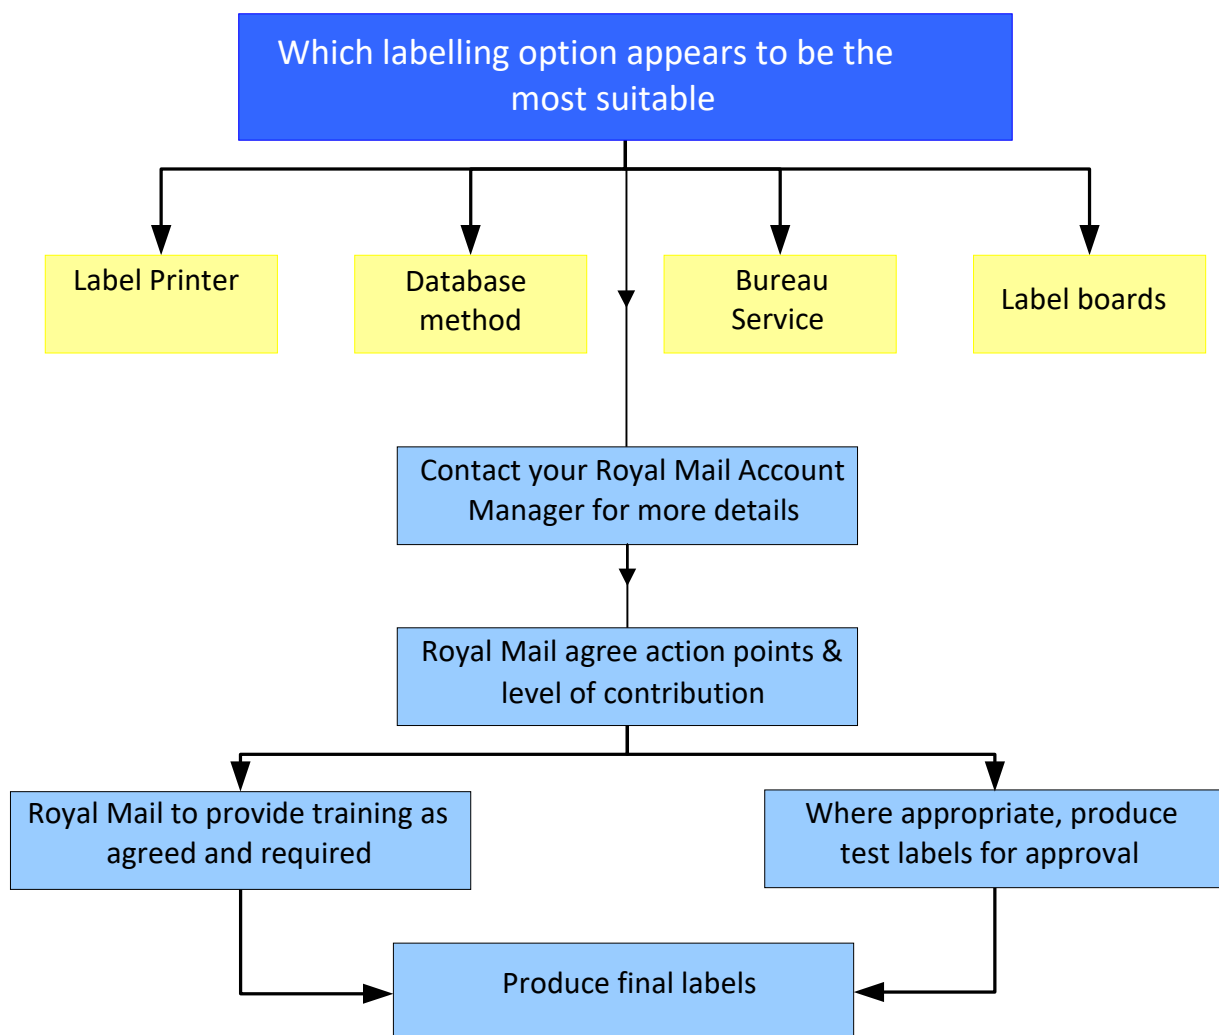 Which labelling option appears to be the
most suitable
Label Printer
Database
method
Bureau
Service
Label boards
Contact your Royal Mail Account
Manager for more details
Royal Mail agree action points &
level of contribution
Royal Mail to provide training as
agreed and required
Where appropriate, produce
test labels for approval
Produce final labels